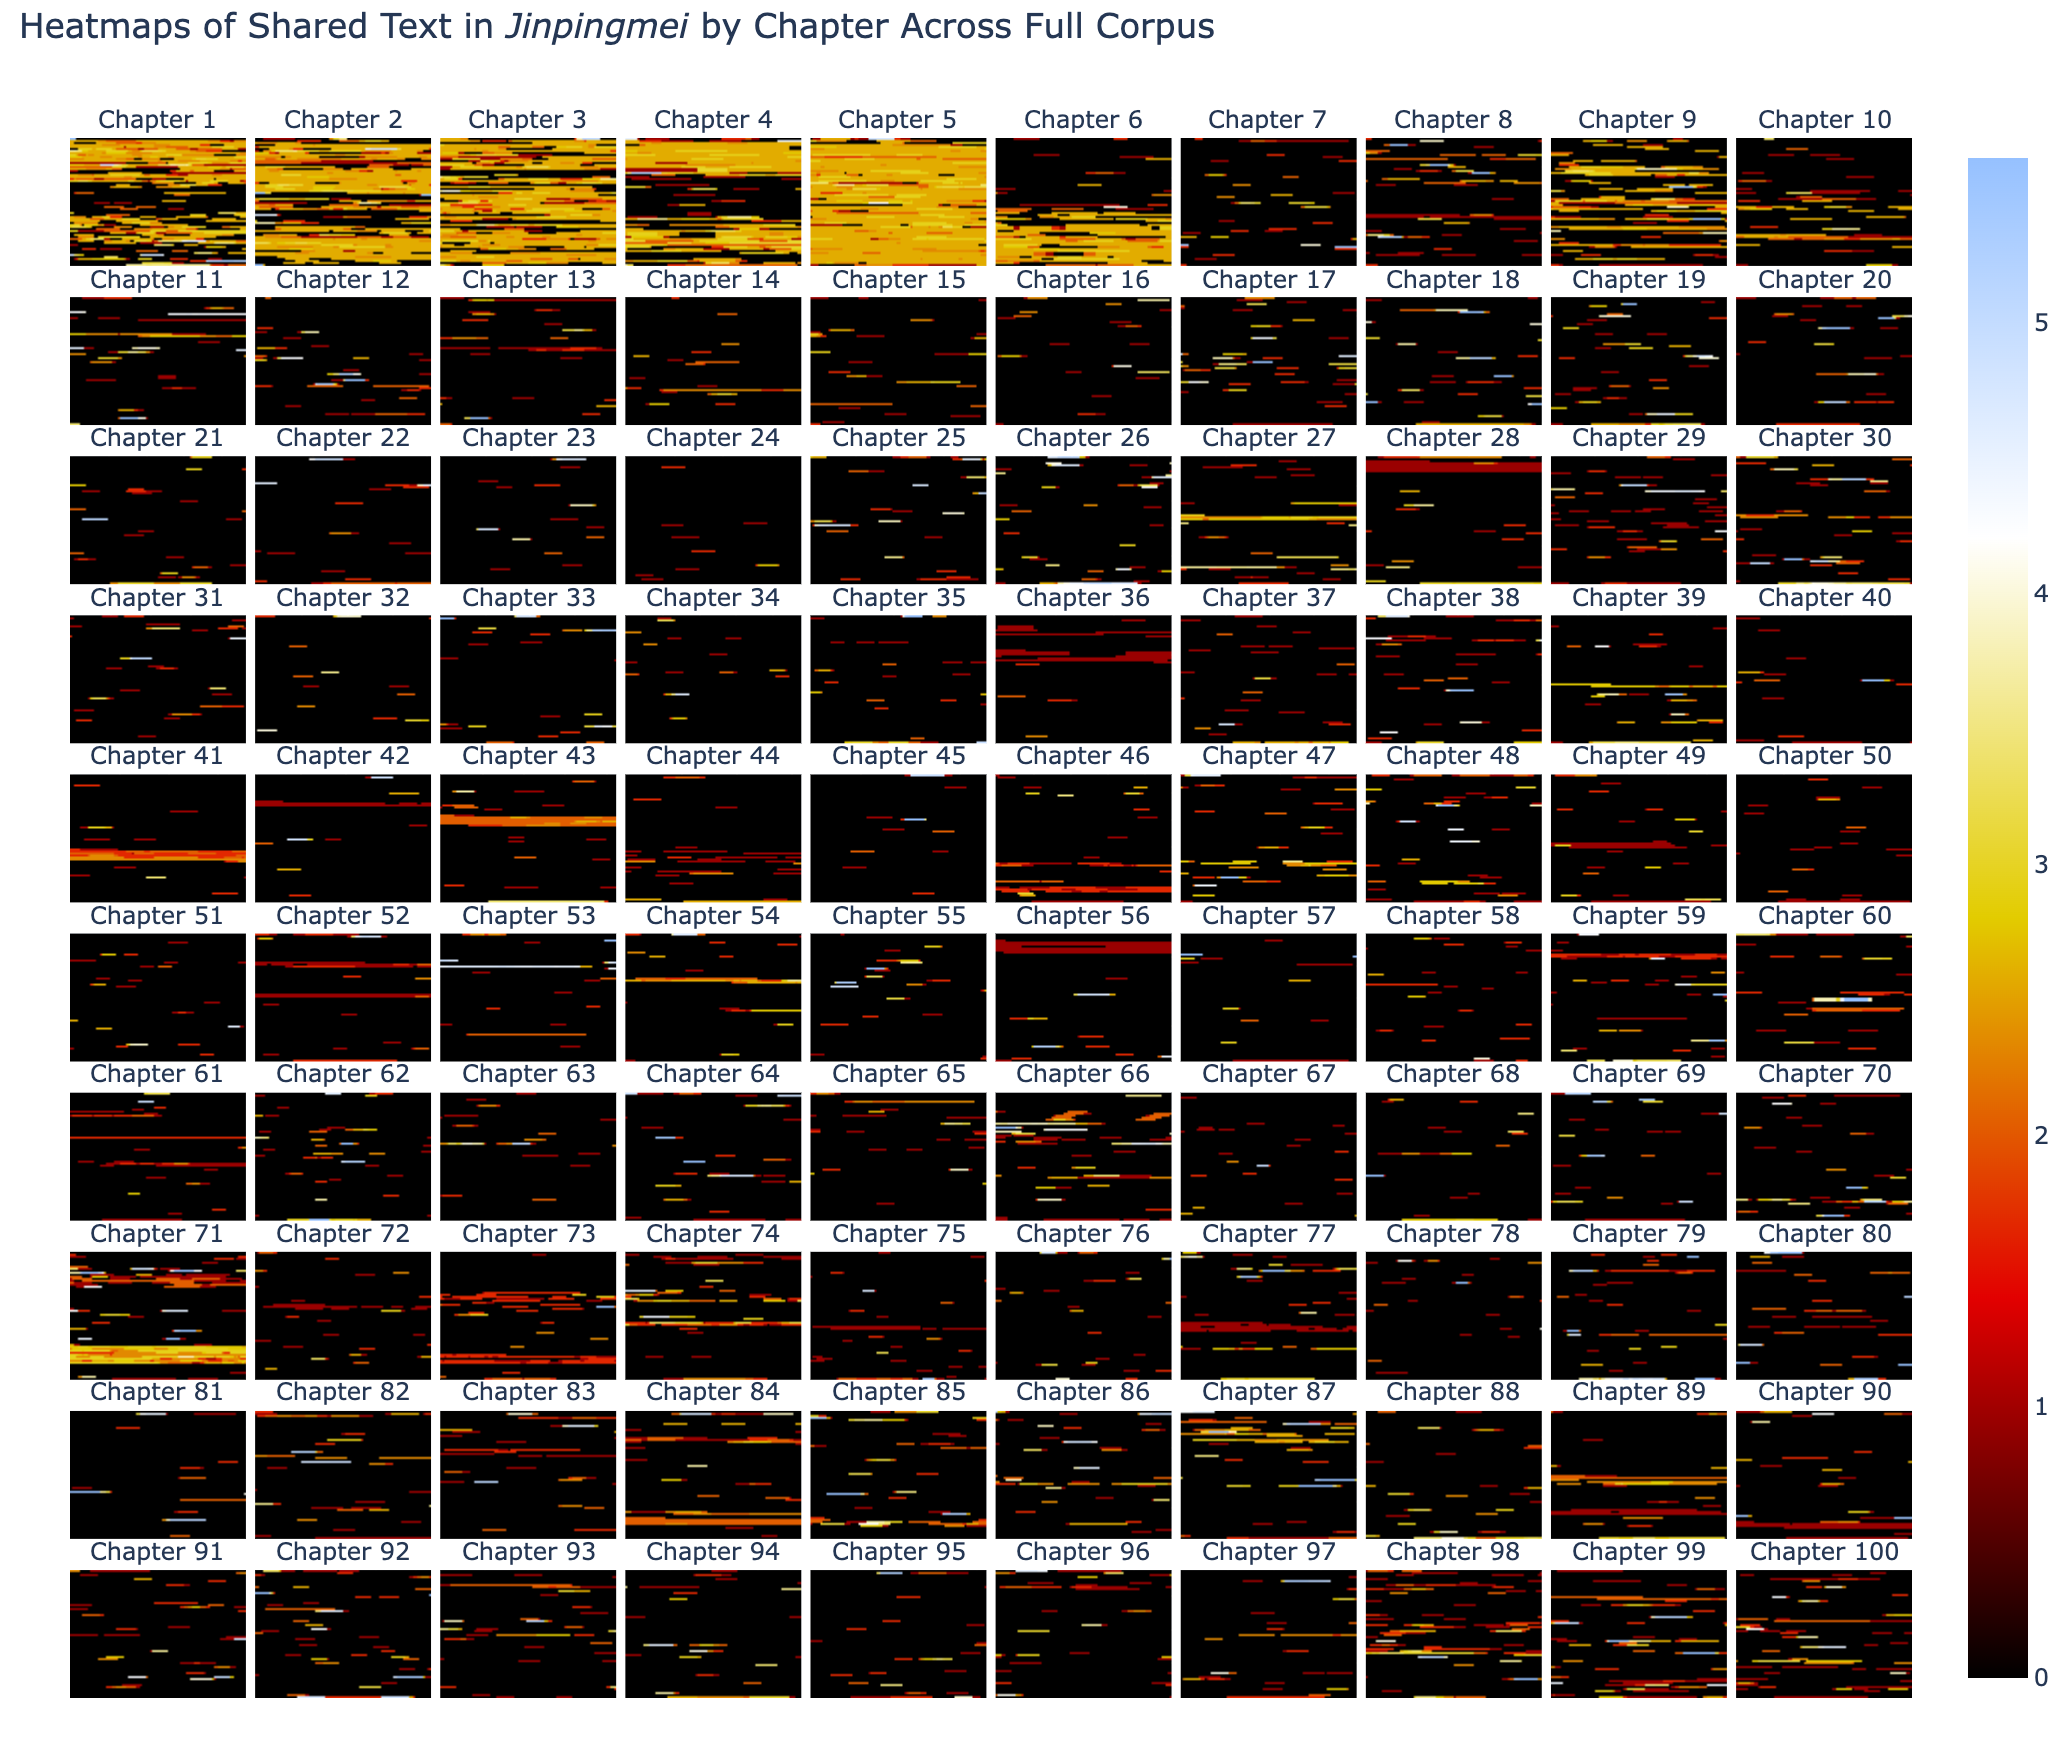 Heatmaps of Shared Text in Jinpingmei by Chapter Across Full Corpus
Chapter 1 Chapter 2 Chapter 3 Chapter 4 Chapter 5 Chapter 6 Chapter 7 Chapter 8 Chapter 9 Chapter 10
Chapter 11 Chapter 12 Chapter 13 Chapter 14 Chapter 15 Chapter 16 Chapter 17 Chapter 18 Chapter 19 Chapter 20
Chapter 21 Chapter 22 Chapter 23 Chapter 24 Chapter 25 Chapter 26 Chapter 27 Chapter 28 Chapter 29 Chapter 30
Chapter 31 Chapter 32 Chapter 33 Chapter 34 Chapter 35 Chapter 36 Chapter 37 Chapter 38 Chapter 39 Chapter 40
Chapter 41 Chapter 42 Chapter 43 Chapter 44 Chapter 45 Chapter 46 Chapter 47 Chapter 48 Chapter 49 Chapter 50
Chapter 51 Chapter 52 Chapter 53 Chapter 54 Chapter 55 Chapter 56 Chapter 57 Chapter 58 Chapter 59 Chapter 60
Chapter 61 Chapter 62 Chapter 63 Chapter 64 Chapter 65 Chapter 66 Chapter 67 Chapter 68 Chapter 69 Chapter 70
Chapter 71 Chapter 72 Chapter 73 Chapter 74 Chapter 75 Chapter 76 Chapter 77 Chapter 78 Chapter 79 Chapter 80
Chapter 81 Chapter 82 Chapter 83 Chapter 84 Chapter 85 Chapter 86 Chapter 87 Chapter 88 Chapter 89 Chapter 90
Chapter 91 Chapter 92 Chapter 93 Chapter 94 Chapter 95 Chapter 96 Chapter 97 Chapter 98 Chapter 99 Chapter 100
5
4
3
2
1
0